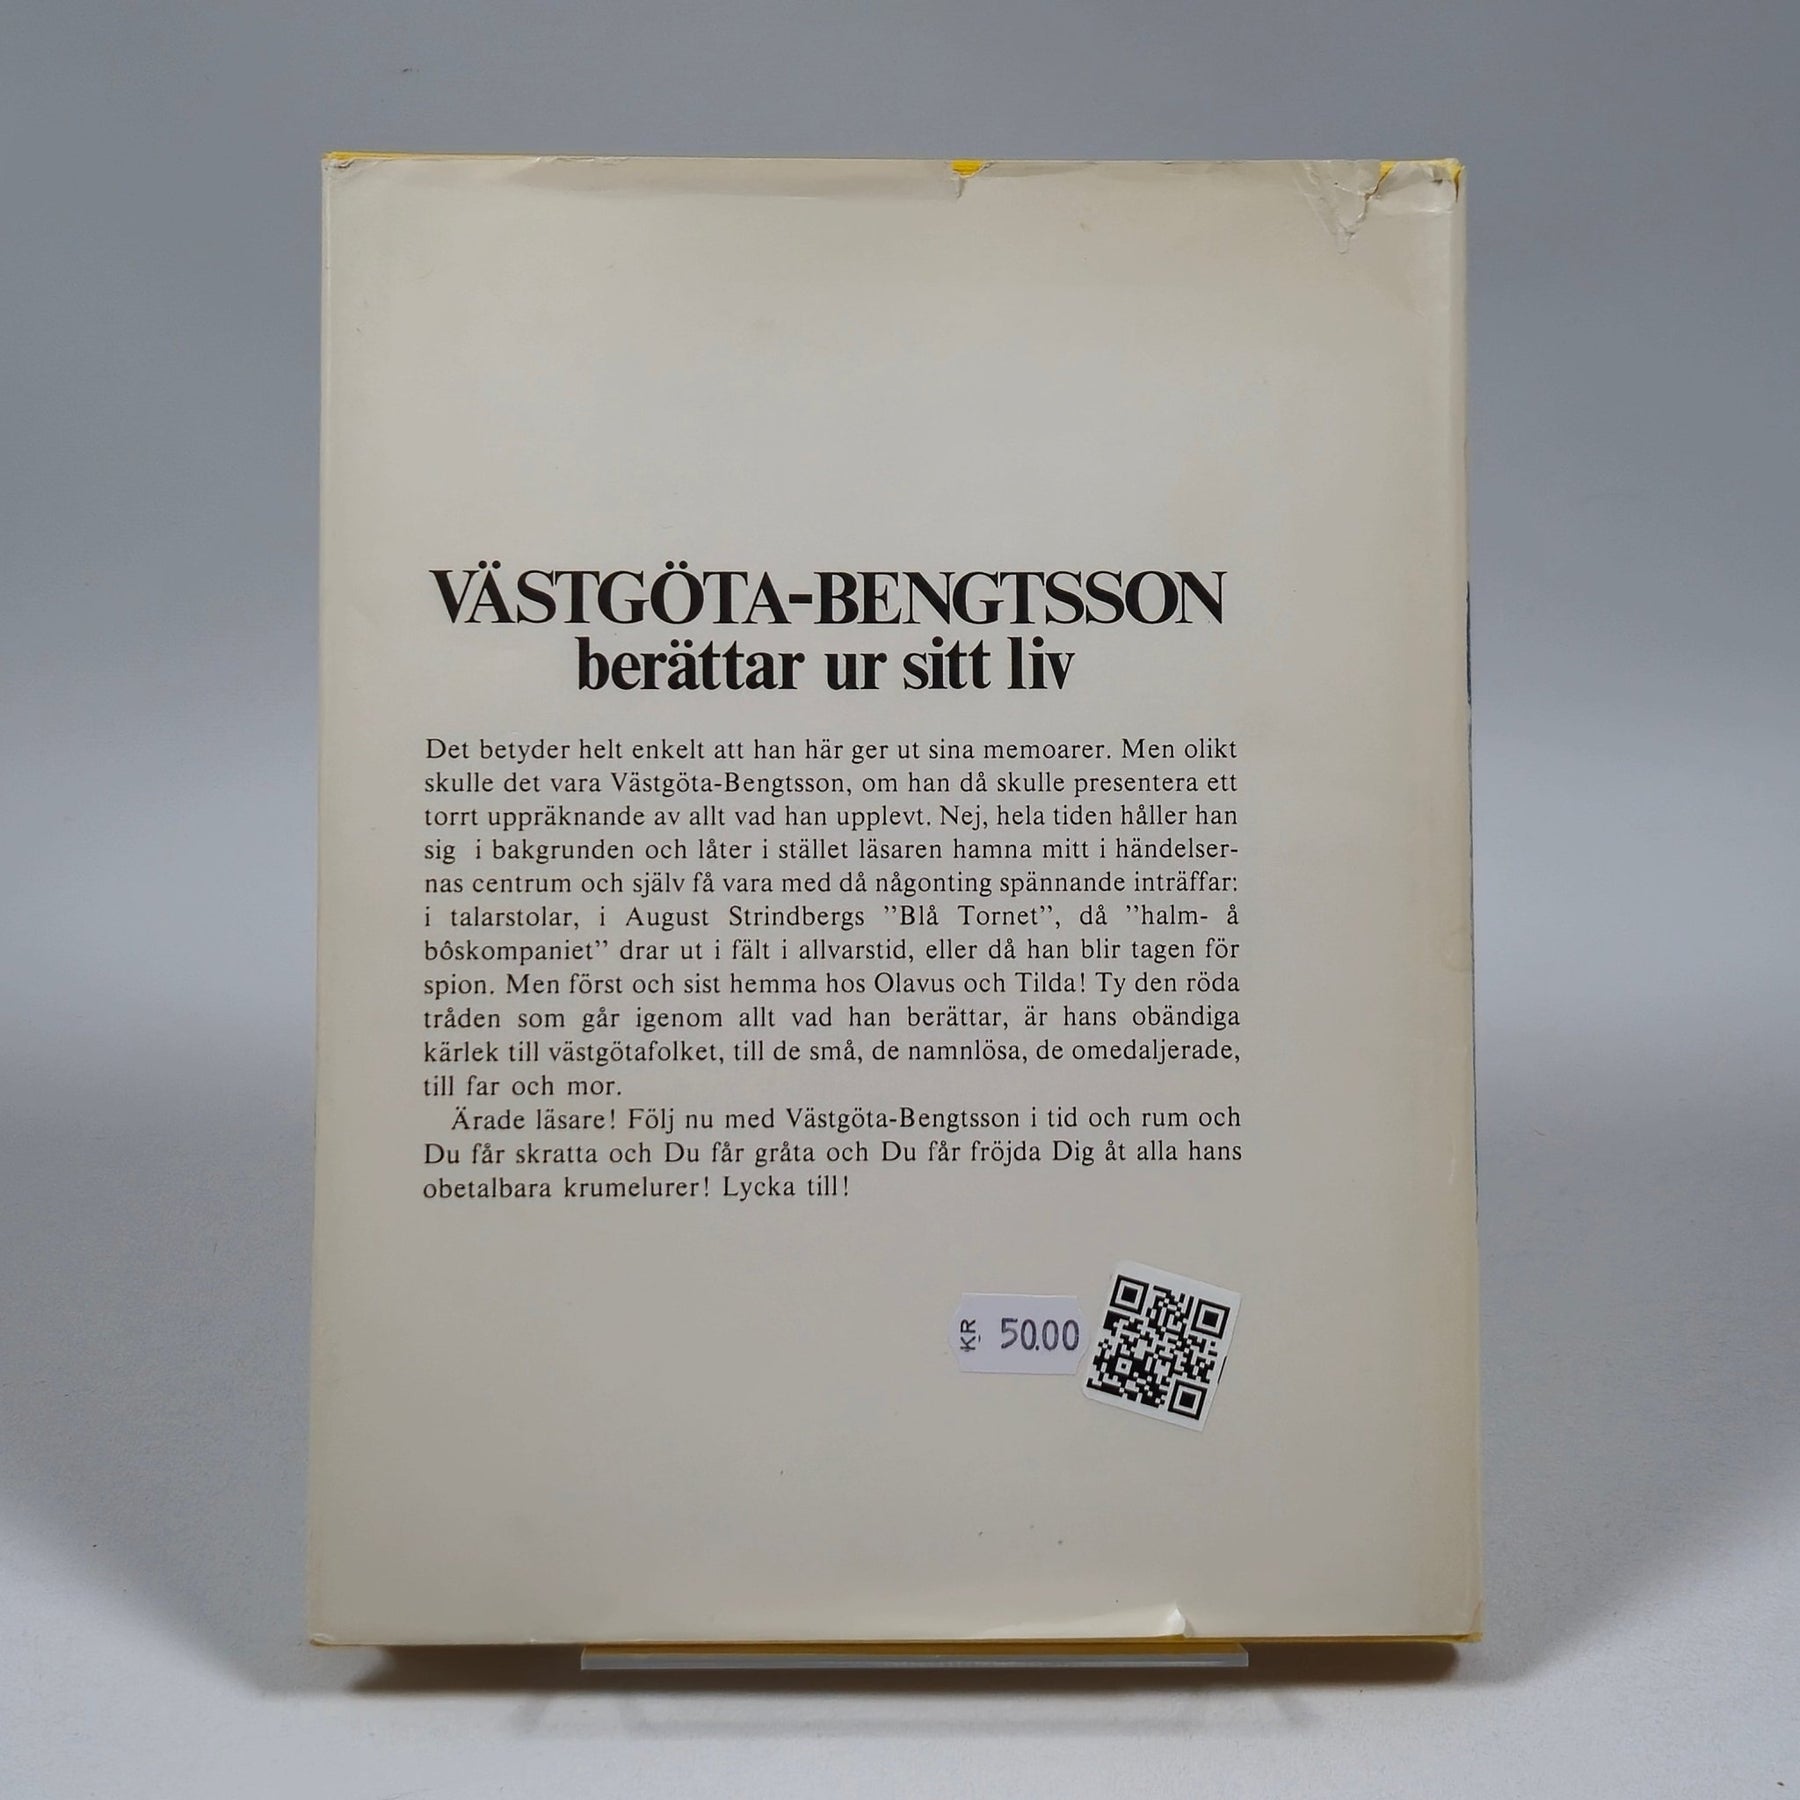 VÄSTGÖTA-BENGTSSON
berättar ur sitt liv
Det betyder helt enkelt att han här ger ut sina memoarer. Men olikt
skulle det vara Västgöta-Bengtsson, om han då skulle presentera ett
torrt uppräknande av allt vad han upplevt. Nej, hela tiden håller han
sig i bakgrunden och låter i stället läsaren hamna mitt i händelser-
nas centrum och själv få vara med då någonting spännande inträffar:
i talarstolar, i August Strindbergs ”Blå Tornet”, då ”halm- å
bôskompaniet” drar ut i fält i allvarstid, eller då han blir tagen för
spion. Men först och sist hemma hos Olavus och Tilda! Ty den röda
tråden som går igenom allt vad han berättar, är hans obändiga
kärlek till västgötafolket, till de små, de namnlösa, de omedaljerade,
till far och mor.
Ärade läsare! Följ nu med Västgöta-Bengtsson i tid och rum och
Du får skratta och Du får gråta och Du får fröjda Dig åt alla hans
obetalbara krumelurer! Lycka till!
KR 50.00